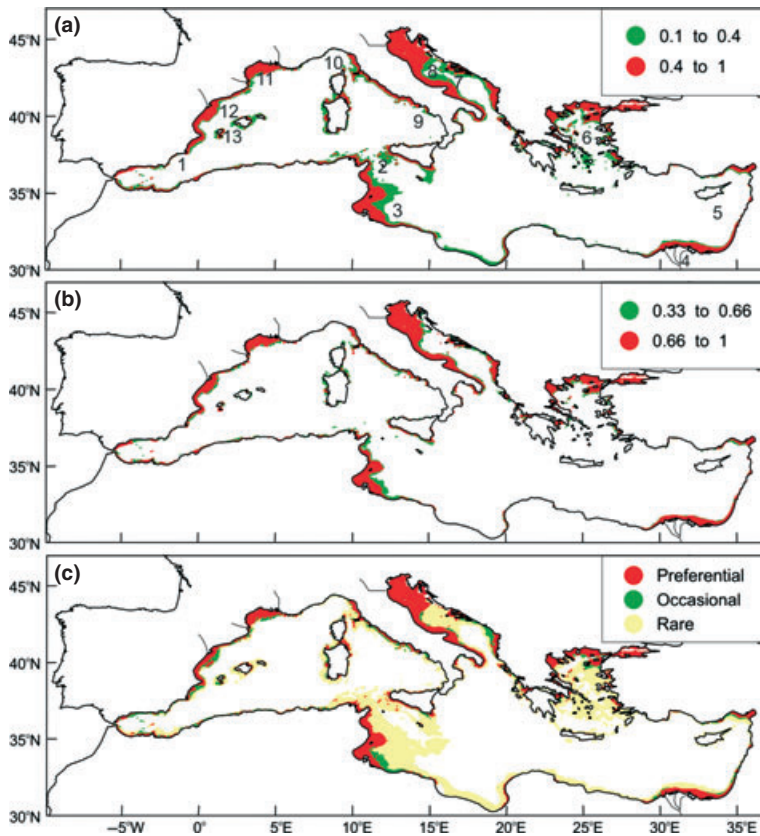 (a)
45°N
40°N
35°N
30°N
0.1 to 0.4
0.4 to 1
10
11
8
12
13
9
6
1
2
3
5
4
(b)
45°N
40°N
35°N
30°N
0.33 to 0.66
0.66 to 1
(c)
45°N
40°N
35°N
30°N
Preferential
Occasional
Rare
–5°W
0°
5°E
10°E
15°E
20°E
25°E
30°E
35°E